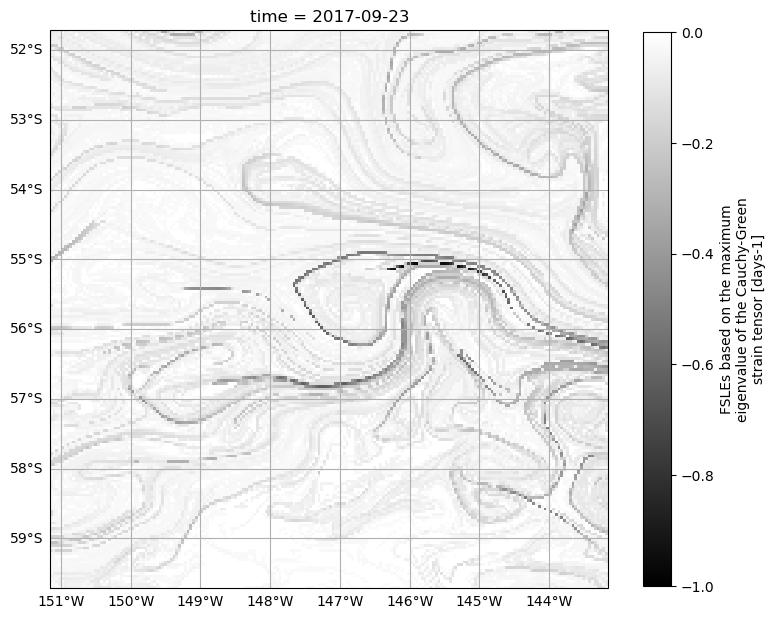 time = 2017-09-23
52°S
53°S
54°S
55°S
56°S
57°S
58°S
59°S
151°W 150°W 149°W 148°W 147°W 146°W 145°W 144°W
0.0
−0.2
−0.4
−0.6
−0.8
−1.0
FSLEs based on the maximum
eigenvalue of the Cauchy-Green
strain tensor [days-1]